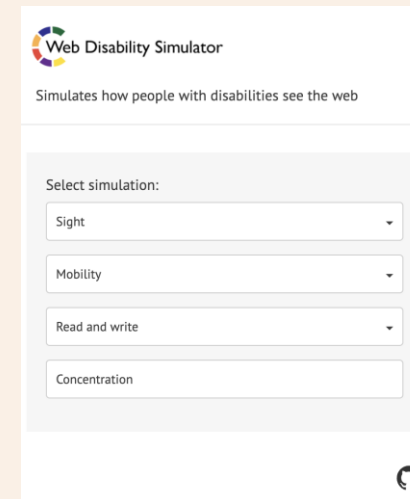 Web Disability Simulator
Simulates how people with disabilities see the web
Select simulation:
Sight
Mobility
Read and write
Concentration